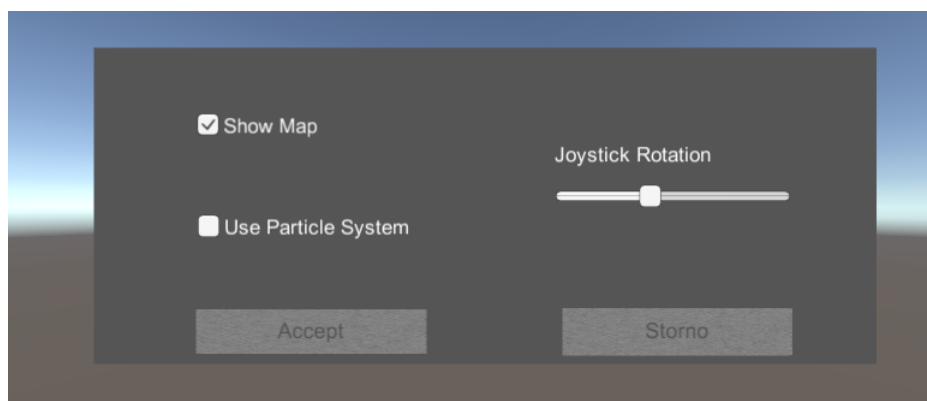 Show Map
Joystick Rotation
Use Particle System
Accept
Storno